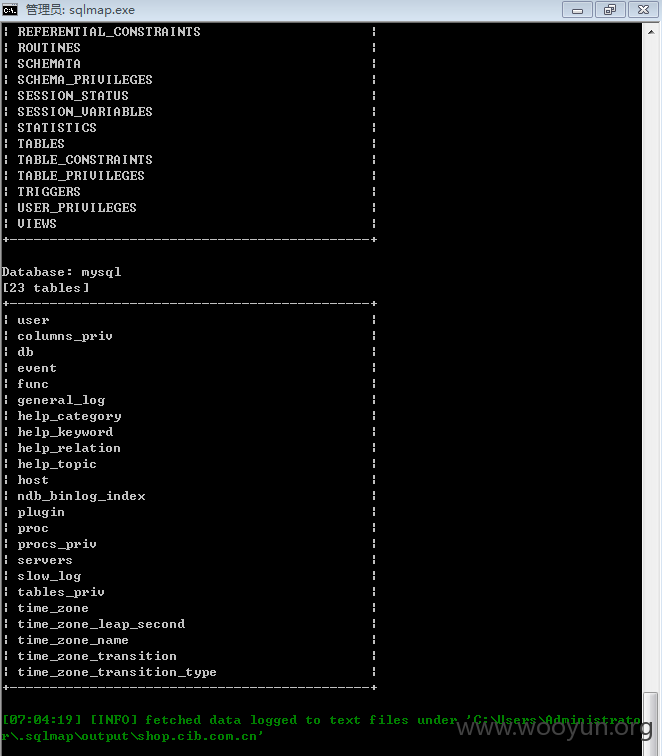 管理员: sqlmap.exe
¦ REFERENTIAL_CONSTRAINTS ¦
¦ ROUTINES ¦
¦ SCHEMATA ¦
¦ SCHEMA_PRIVILEGES ¦
¦ SESSION_STATUS ¦
¦ SESSION_VARIABLES ¦
¦ STATISTICS ¦
¦ TABLES ¦
¦ TABLE_CONSTRAINTS ¦
¦ TABLE_PRIVILEGES ¦
¦ TRIGGERS ¦
¦ USER_PRIVILEGES ¦
¦ VIEWS ¦
+---------------------------------------------+
Database: mysql
[23 tables]
+---------------------------------------------+
¦ user ¦
¦ columns_priv ¦
¦ db ¦
¦ event ¦
¦ func ¦
¦ general_log ¦
¦ help_category ¦
¦ help_keyword ¦
¦ help_relation ¦
¦ help_topic ¦
¦ host ¦
¦ ndb_binlog_index ¦
¦ plugin ¦
¦ proc ¦
¦ procs_priv ¦
¦ servers ¦
¦ slow_log ¦
¦ tables_priv ¦
¦ time_zone ¦
¦ time_zone_leap_second ¦
¦ time_zone_name ¦
¦ time_zone_transition ¦
¦ time_zone_transition_type ¦
+---------------------------------------------+
[07:04:19] [INFO] fetched data logged to text files under 'C:\Users\Administrato
r\.sqlmap\output\shop.cib.com.cn'
www.wooyun.org